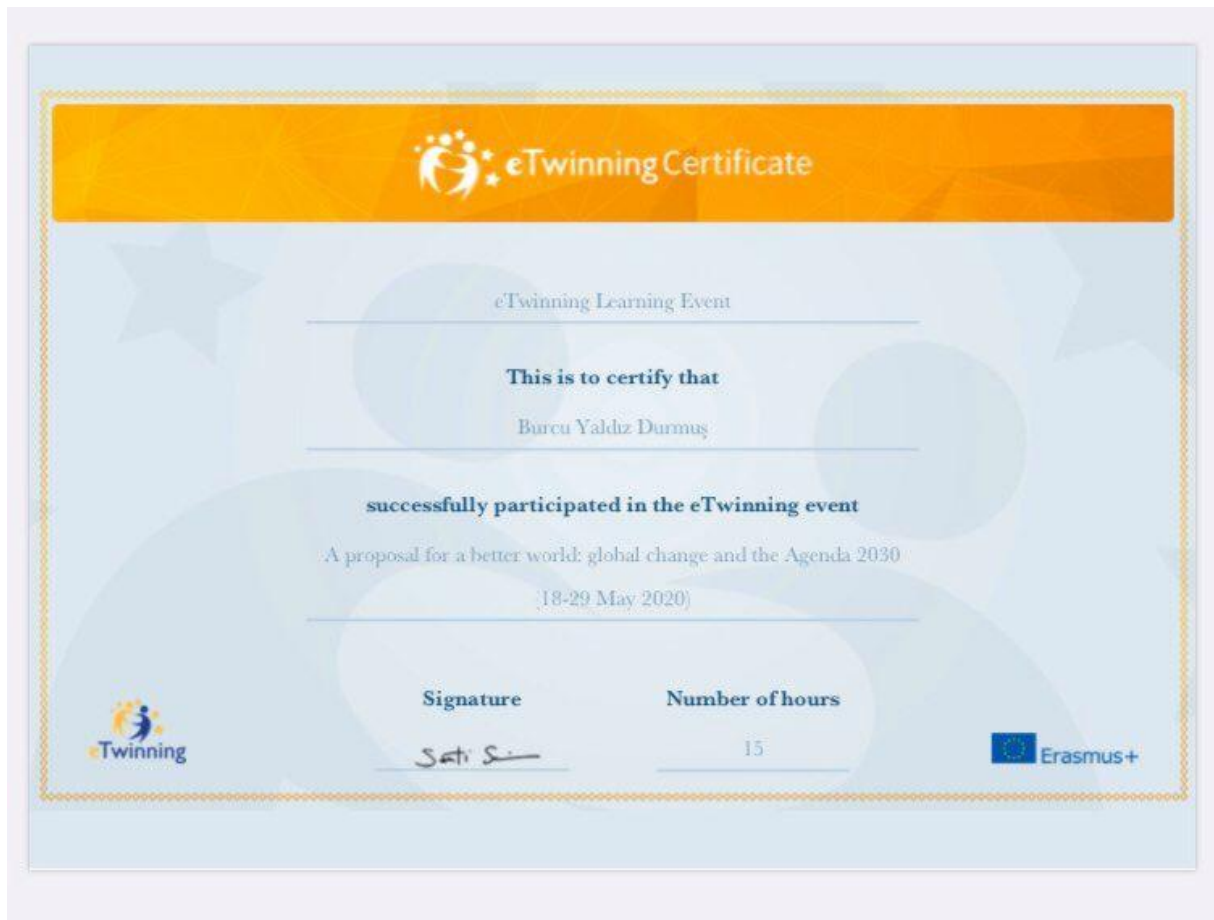 eTwinning Certificate
eTwinning Learning Event
This is to certify that
Burcu Yaldız Durmuş
successfully participated in the eTwinning event
A proposal for a better world: global change and the Agenda 2030
(18-29 May 2020)
Signature
Number of hours
15
eTwinning
Erasmus+